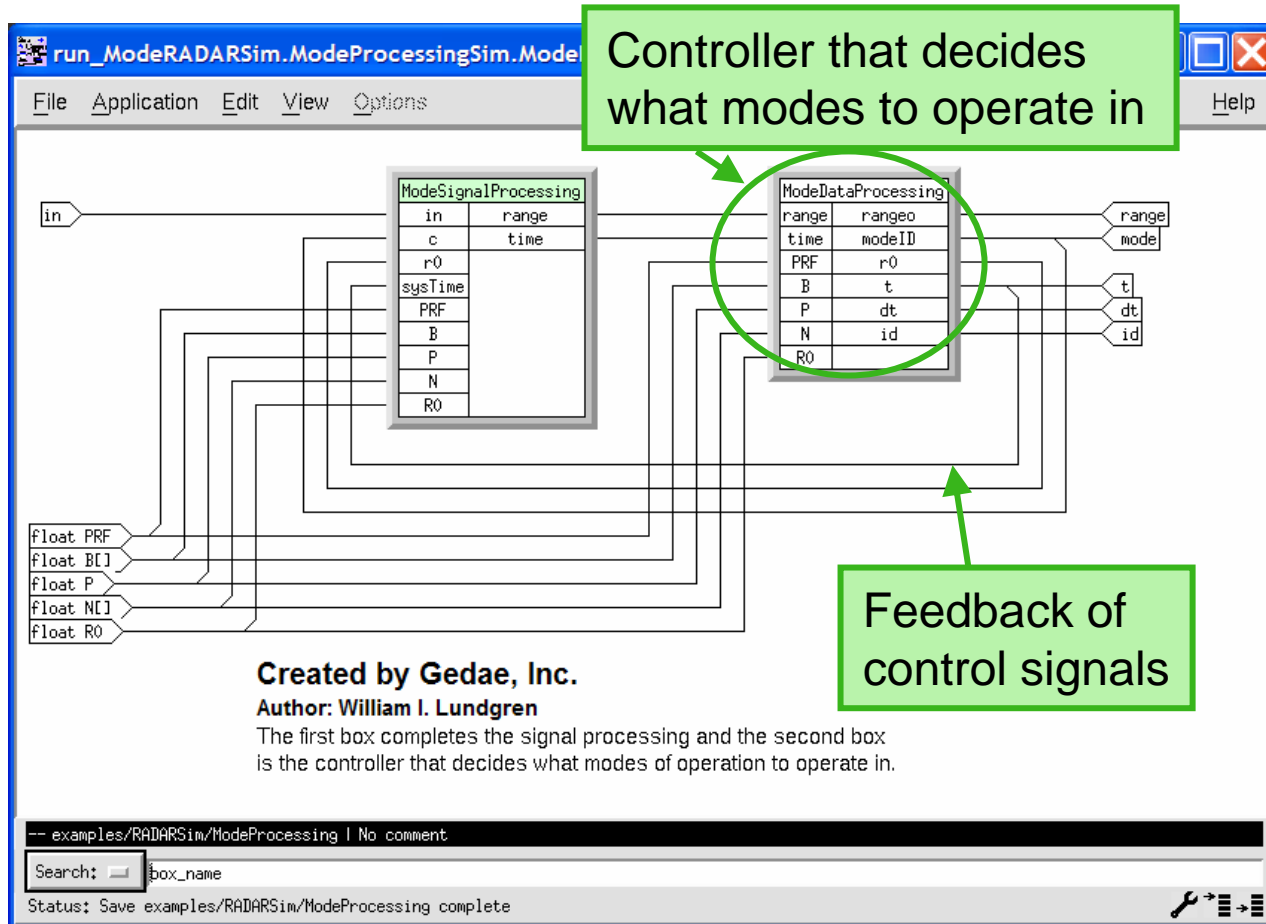 run_ModeRADARSim.ModeProcessingSim.Model
Controller that decides
what modes to operate in
File Application Edit View Options Help
ModeSignalProcessing
in range
c time
r0
sysTime
PRF
B
P
N
R0
ModeDataProcessing
range rangeo
time modeID
PRF r0
B t
P dt
N id
R0
in
range
mode
t
dt
id
float PRF
float B[]
float P
float N[]
float R0
Feedback of
control signals
Created by Gedae, Inc.
Author: William I. Lundgren
The first box completes the signal processing and the second box
is the controller that decides what modes of operation to operate in.
-- examples/RADARSim/ModeProcessing | No comment
Search: box_name
Status: Save examples/RADARSim/ModeProcessing complete